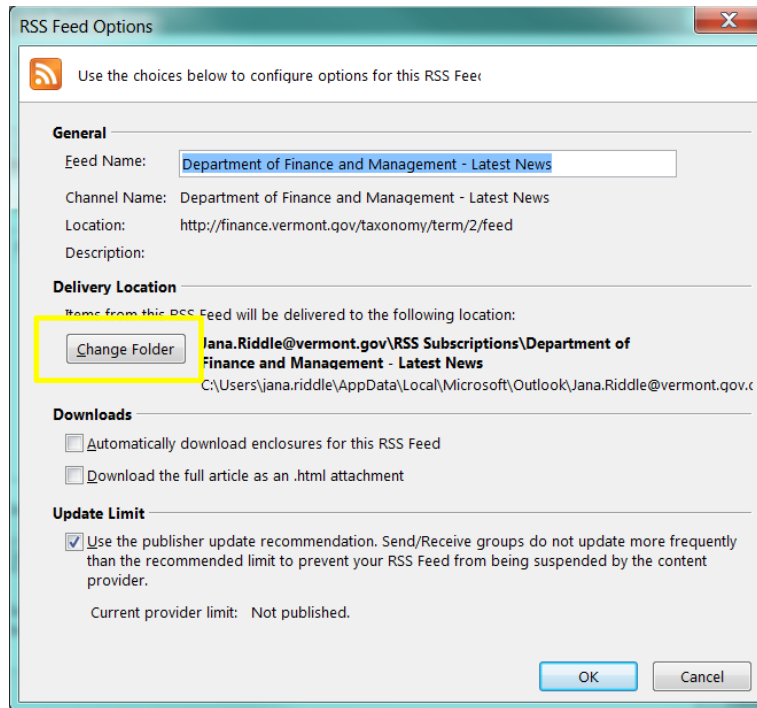 RSS Feed Options
X
Use the choices below to configure options for this RSS Feed
General
Feed Name:
Department of Finance and Management - Latest News
Channel Name: Department of Finance and Management - Latest News
Location: http://finance.vermont.gov/taxonomy/term/2/feed
Description:
Delivery Location
Items from this RSS Feed will be delivered to the following location:
Change Folder
Jana.Riddle@vermont.gov\RSS Subscriptions\Department of
Finance and Management - Latest News
C:\Users\jana.riddle\AppData\Local\Microsoft\Outlook\Jana.Riddle@vermont.gov.o
Downloads
Automatically download enclosures for this RSS Feed
Download the full article as an .html attachment
Update Limit
Use the publisher update recommendation. Send/Receive groups do not update more frequently
than the recommended limit to prevent your RSS Feed from being suspended by the content
provider.
Current provider limit: Not published.
OK
Cancel